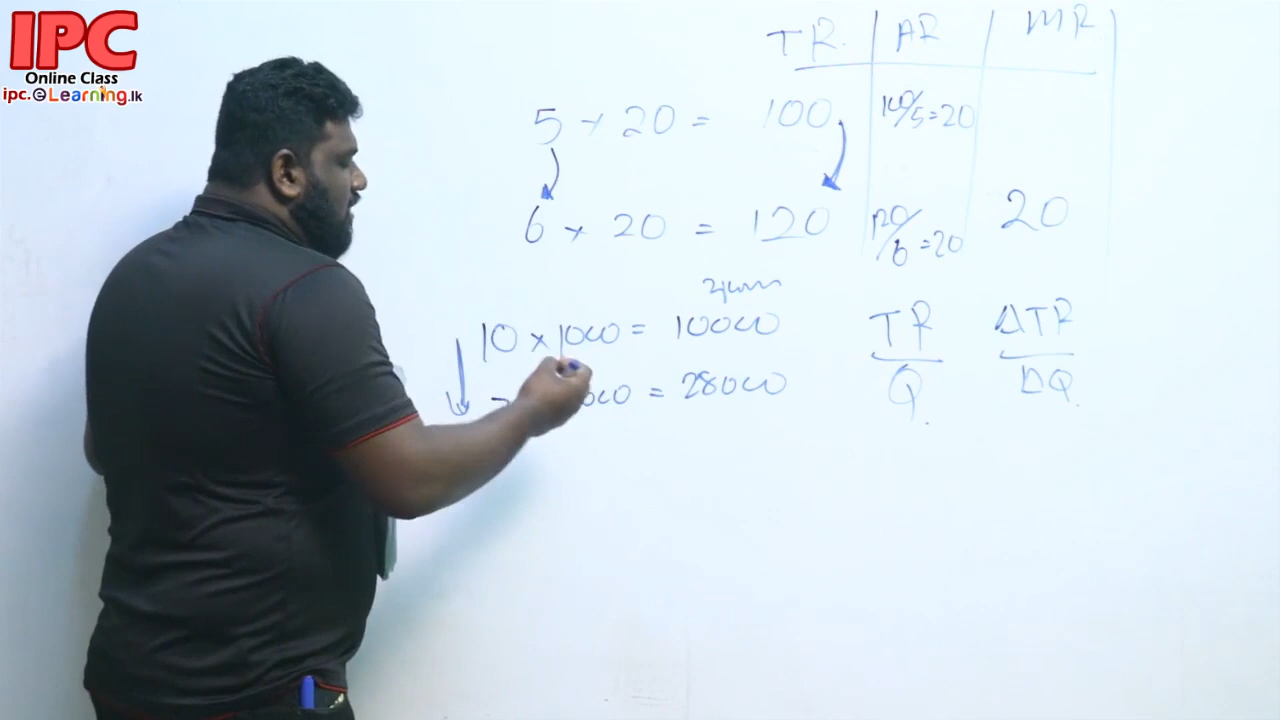 IPC
Online Class
ipc.eLearning.lk
TR. AR MR
5 × 20 = 100 100/5 = 20
6 × 20 = 120 120/6 = 20 20
10 × 1000 = 10000 TR/Q ΔTR/ΔQ
= 28000